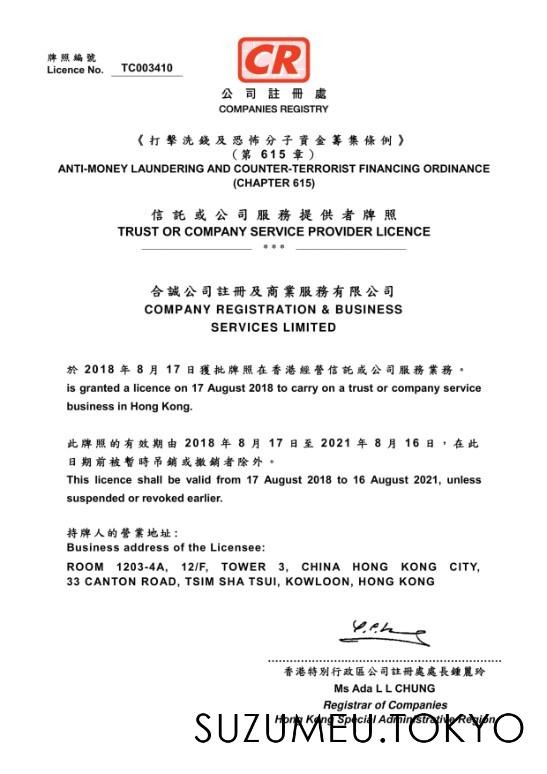 牌照編號
Licence No. TC003410
CR
公司註冊處
COMPANIES REGISTRY
《打擊洗錢及恐怖分子資金籌集條例》
(第 615 章)
ANTI-MONEY LAUNDERING AND COUNTER-TERRORIST FINANCING ORDINANCE
(CHAPTER 615)
信託或公司服務提供者牌照
TRUST OR COMPANY SERVICE PROVIDER LICENCE
***
合誠公司註冊及商業服務有限公司
COMPANY REGISTRATION & BUSINESS
SERVICES LIMITED
於 2018 年 8 月 17 日獲批牌照在香港經營信託或公司服務業務。
is granted a licence on 17 August 2018 to carry on a trust or company service
business in Hong Kong.
此牌照的有效期由 2018 年 8 月 17 日至 2021 年 8 月 16 日，在此
日期前被暫時吊銷或撤銷者除外。
This licence shall be valid from 17 August 2018 to 16 August 2021, unless
suspended or revoked earlier.
持牌人的營業地址:
Business address of the Licensee:
ROOM 1203-4A, 12/F, TOWER 3, CHINA HONG KONG CITY,
33 CANTON ROAD, TSIM SHA TSUI, KOWLOON, HONG KONG
香港特別行政區公司註冊處處長鍾麗玲
Ms Ada L L CHUNG
Registrar of Companies
Hong Kong Special Administrative Region
SUZUMEU.TOKYO